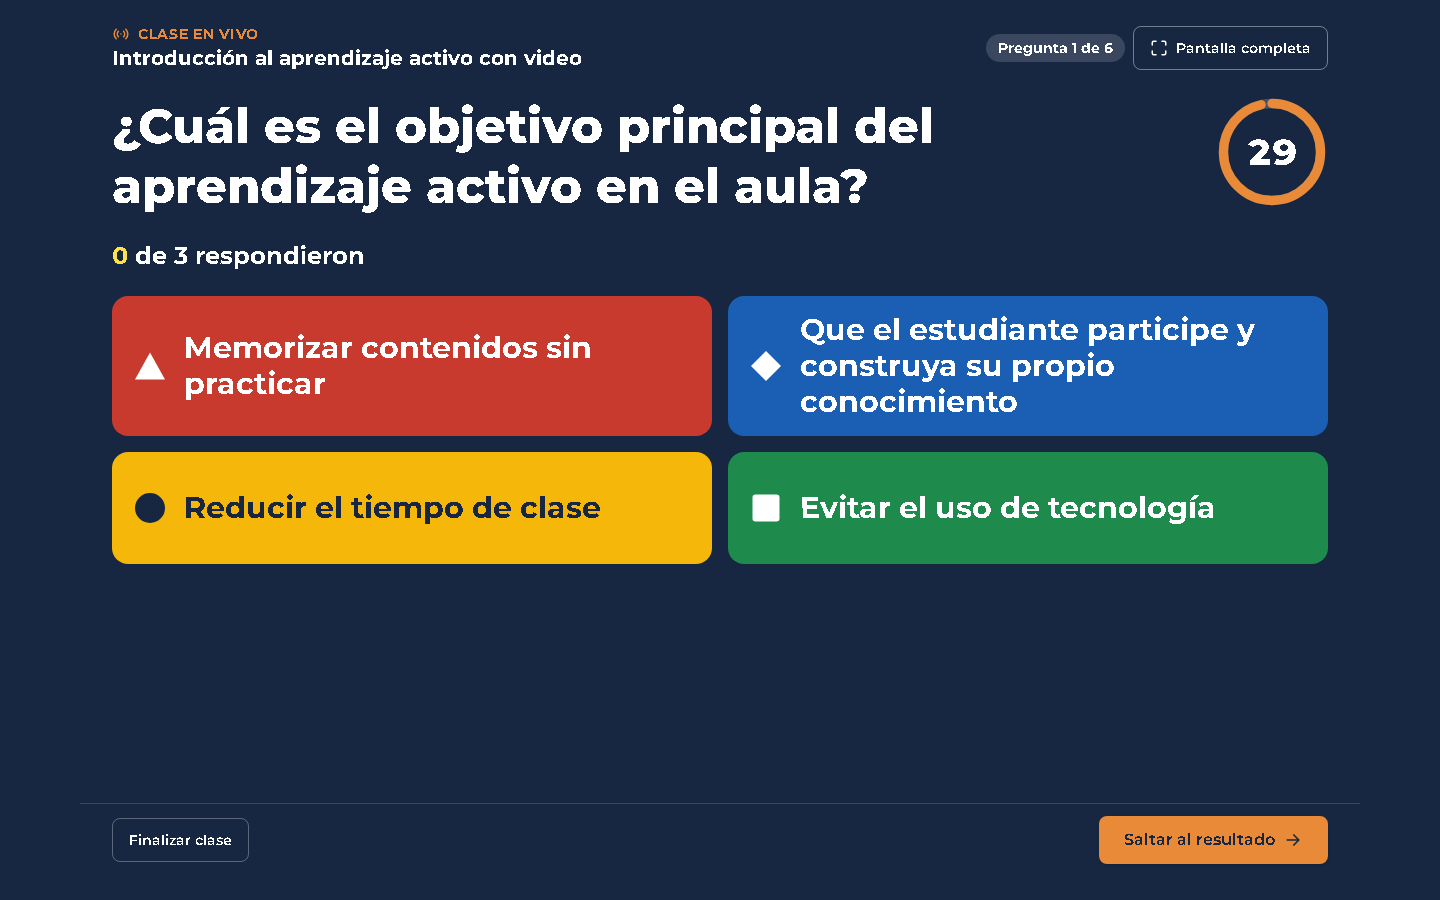 CLASE EN VIVO
Introducción al aprendizaje activo con video
Pregunta 1 de 6
Pantalla completa
¿Cuál es el objetivo principal del
aprendizaje activo en el aula?
29
0 de 3 respondieron
Memorizar contenidos sin
practicar
Que el estudiante participe y
construya su propio
conocimiento
Reducir el tiempo de clase
Evitar el uso de tecnología
Finalizar clase
Saltar al resultado